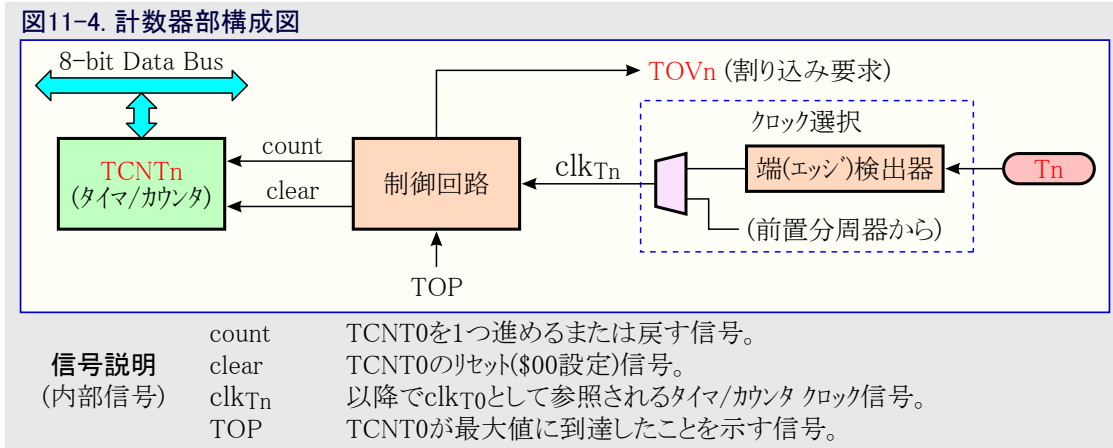 図11-4. 計数器部構成図
8-bit Data Bus
TOVn (割り込み要求)
クロック選択
TCNTn
(タイマ/カウンタ)
count
clear
制御回路
clkTn
端(エッジ)検出器
Tn
(前置分周器から)
TOP
信号説明
(内部信号)
count TCNT0を1つ進めるまたは戻す信号。
clear TCNT0のリセット($00設定)信号。
clkTn 以降でclkT0として参照されるタイマ/カウンタ クロック信号。
TOP TCNT0が最大値に到達したことを示す信号。